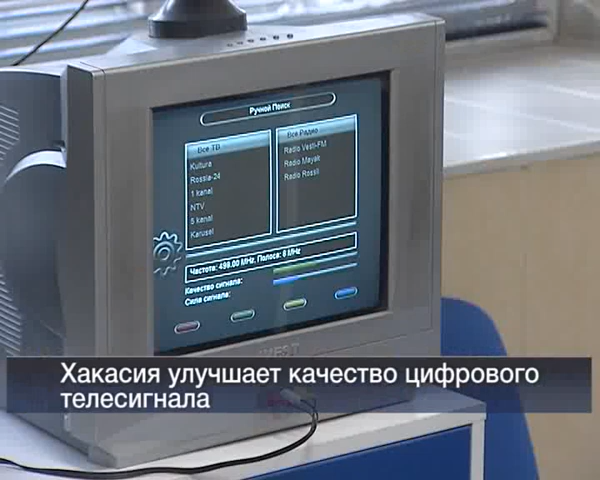 Ручной Поиск
Все ТВ
Kultura
Rossia-24
1 kanal
NTV
5 kanal
Karusel
Все Радио
Radio Vesti-FM
Radio Mayak
Radio Rossii
Частота: 498.00 MHz, Полоса: 8 MHz
Качество сигнала:
Сила сигнала:
Хакасия улучшает качество цифрового
телесигнала